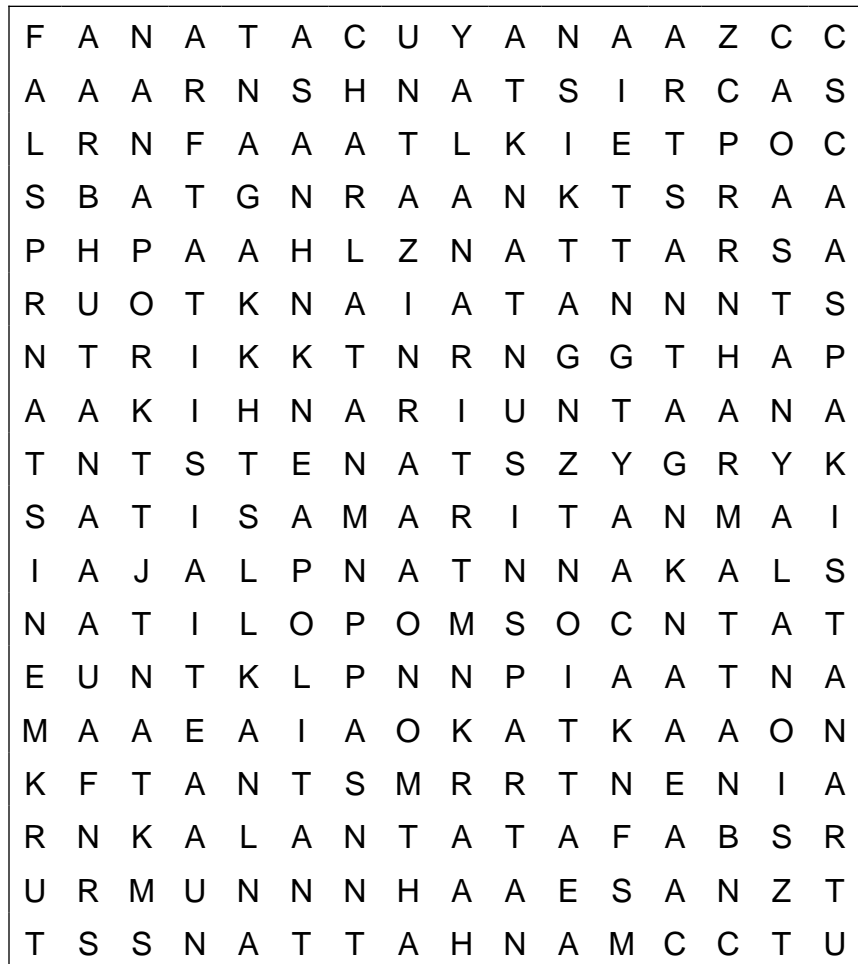 F A N A T A C U Y A N A A Z C C
A A A R N S H N A T S I R C A S
L R N F A A A T L K I E T P O C
S B A T G N R A A N K T S R A A
P H P A A H L Z N A T T A R S A
R U O T K N A I A T A N N N T S
N T R I K K T N R N G G T H A P
A A K I H N A R I U N T A A N A
T N T S T E N A T S Z Y G R Y K
S A T I S A M A R I T A N M A I
I A J A L P N A T N N A K A L S
N A T I L O P O M S O C N T A T
E U N T K L P N N P I A A T N A
M A A E A I A O K A T K A A O N
K F T A N T S M R R T N E N I A
R N K A L A N T A T A F A B S R
U R M U N N N H A A E S A N Z T
T S S N A T T A H N A M C C T U